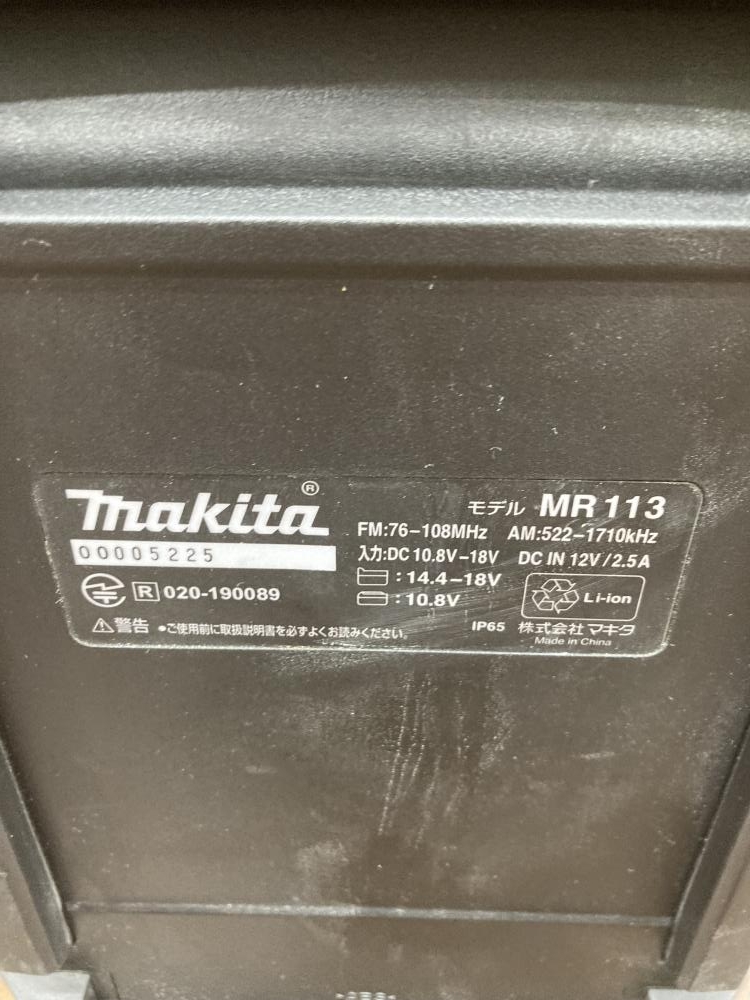 makita®
モデル MR113
00005225
FM:76-108MHz AM:522-1710kHz
入力:DC 10.8V-18V DC IN 12V/2.5A
R 020-190089
:14.4-18V
:10.8V
Li-ion
⚠警告 ●ご使用前に取扱説明書を必ずよくお読みください。
IP65 株式会社マキタ
Made in China